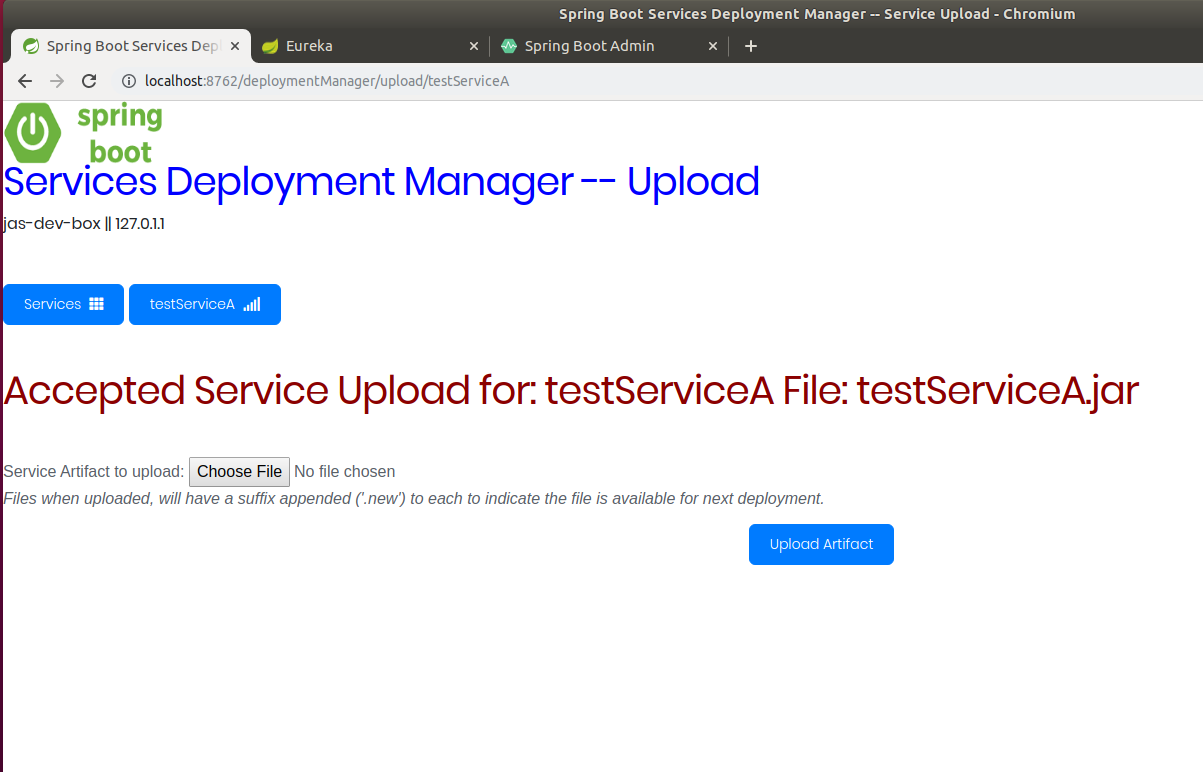 Spring Boot Services Deployment Manager -- Service Upload - Chromium
Spring Boot Services Dep
Eureka
Spring Boot Admin
localhost:8762/deploymentManager/upload/testServiceA
spring
boot
Services Deployment Manager -- Upload
jas-dev-box || 127.0.1.1
Services
testServiceA
Accepted Service Upload for: testServiceA File: testServiceA.jar
Service Artifact to upload: Choose File No file chosen
Files when uploaded, will have a suffix appended ('.new') to each to indicate the file is available for next deployment.
Upload Artifact